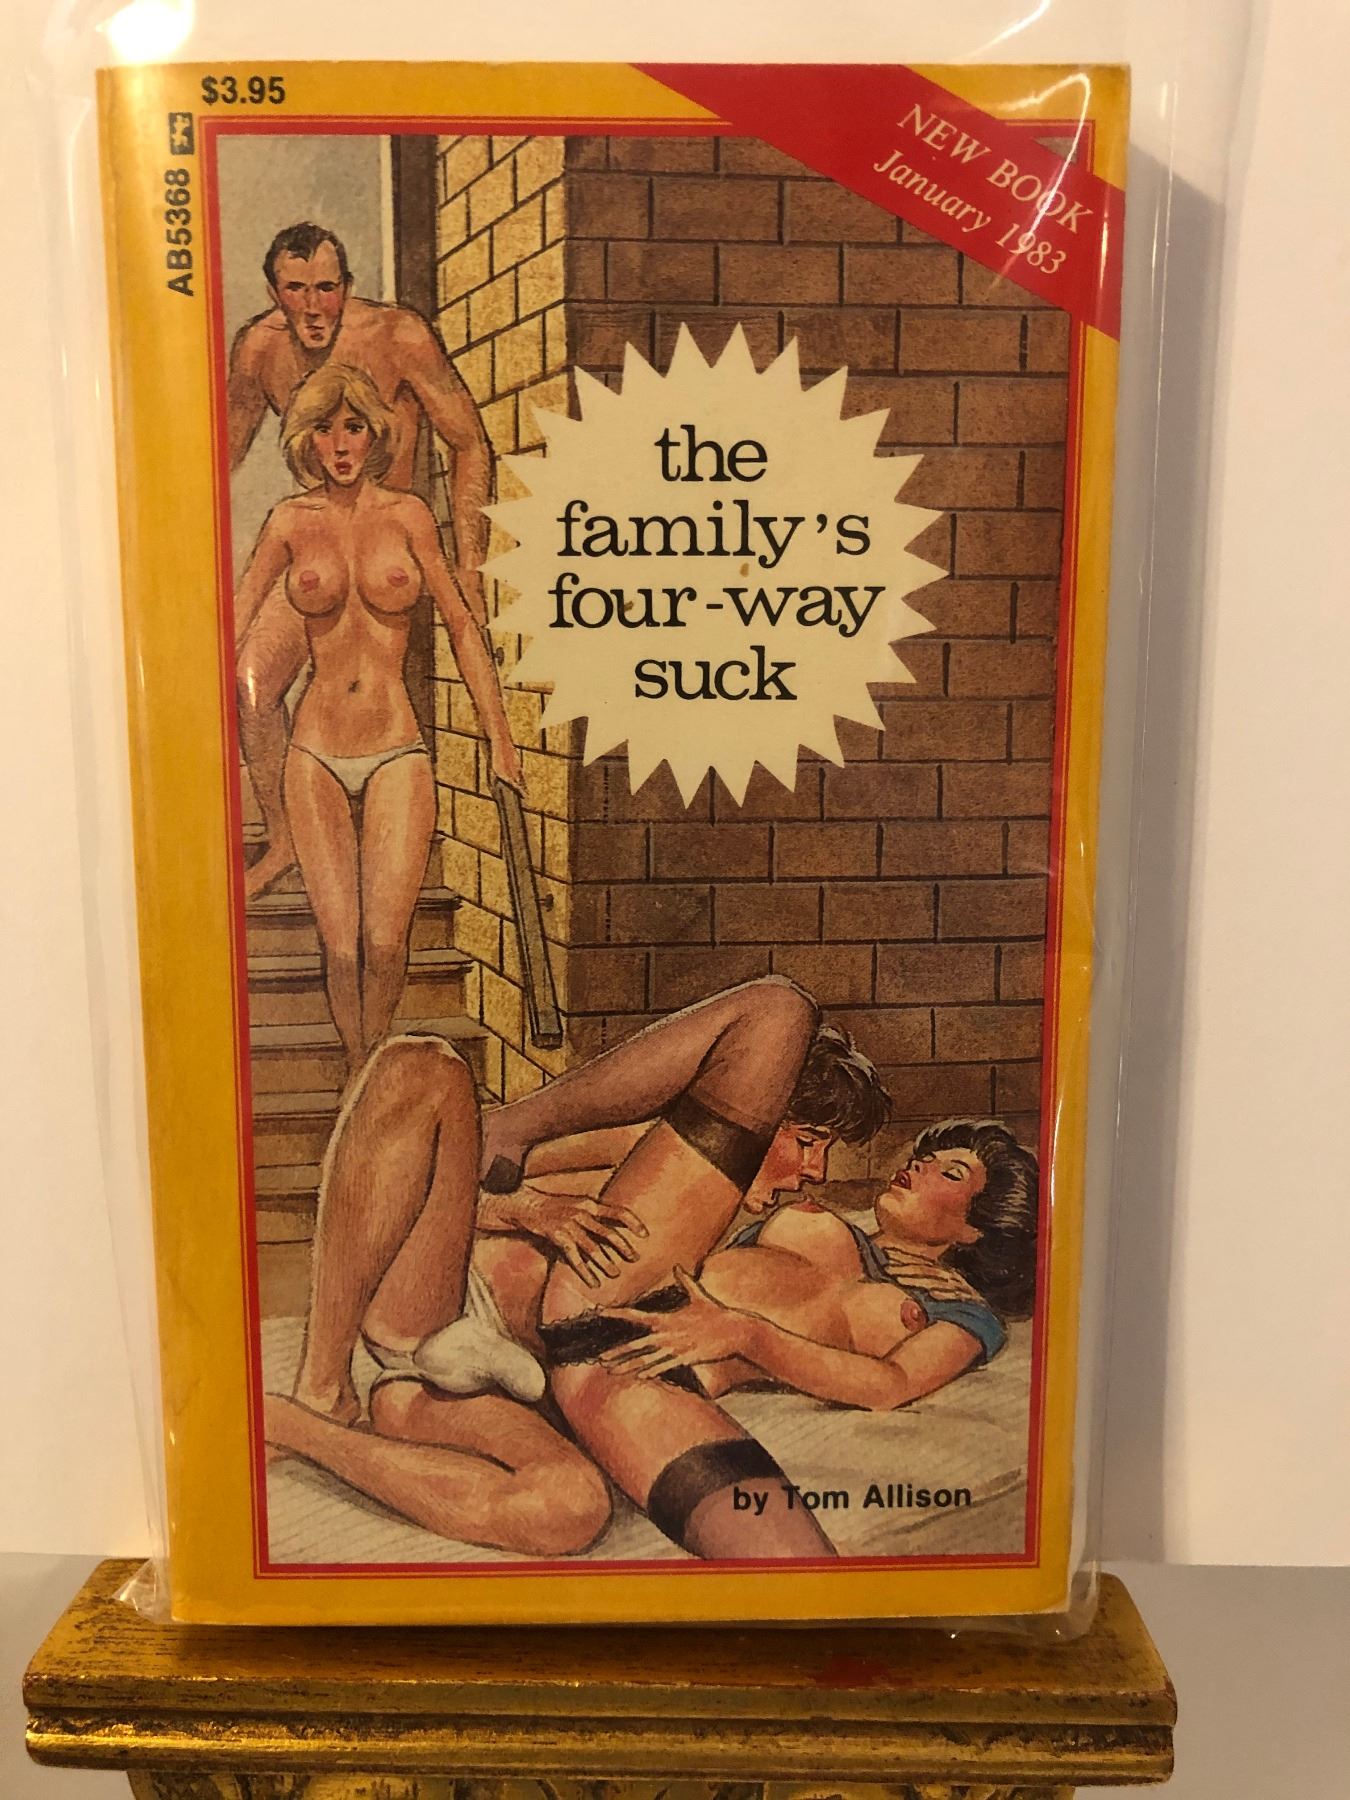 $3.95
AB5368
NEW BOOK
January 1983
the
family's
four-way
suck
by Tom Allison